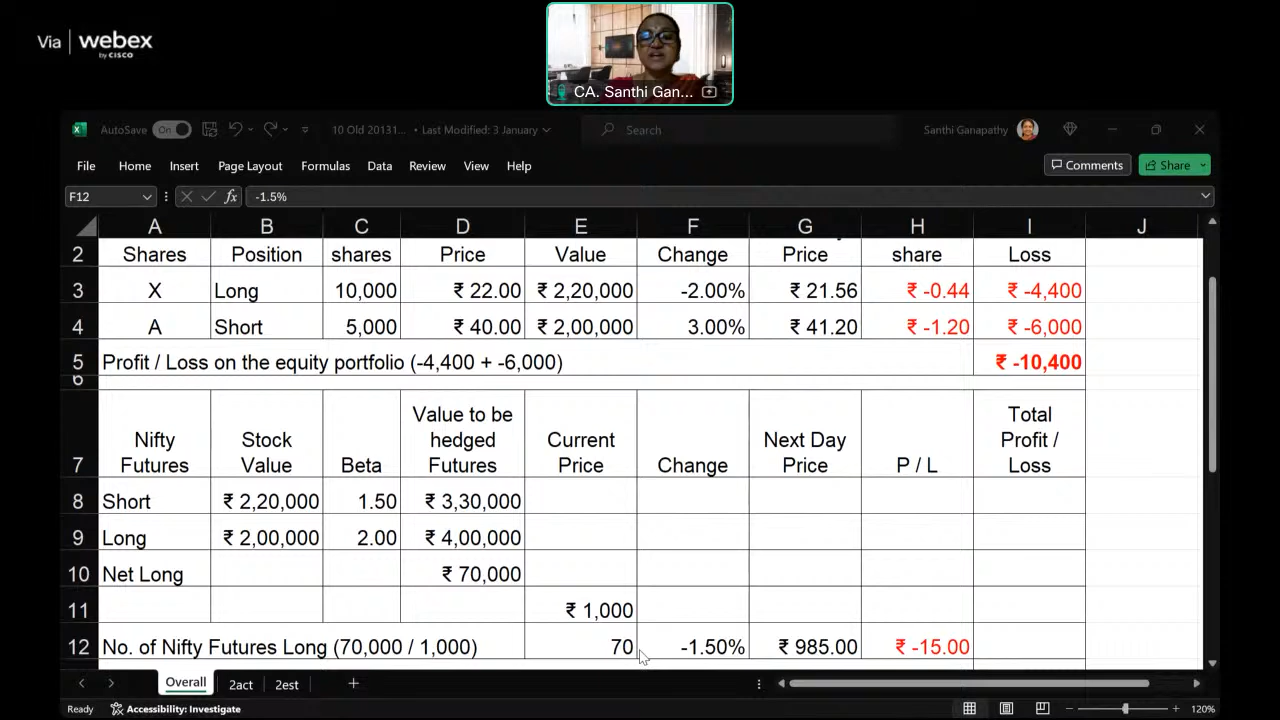 Via | webex
by CISCO
CA. Santhi Gan...
AutoSave On 10 Old 20131... • Last Modified: 3 January Search Santhi Ganapathy
File Home Insert Page Layout Formulas Data Review View Help Comments Share
F12 fx -1.5%
A B C D E F G H I J
2 Shares Position shares Price Value Change Price share Loss
3 X Long 10,000 ₹ 22.00 ₹ 2,20,000 -2.00% ₹ 21.56 ₹ -0.44 ₹ -4,400
4 A Short 5,000 ₹ 40.00 ₹ 2,00,000 3.00% ₹ 41.20 ₹ -1.20 ₹ -6,000
5 Profit / Loss on the equity portfolio (-4,400 + -6,000) ₹ -10,400
6
Value to be Total
Nifty Stock hedged Current Next Day Profit /
7 Futures Value Beta Futures Price Change Price P / L Loss
8 Short ₹ 2,20,000 1.50 ₹ 3,30,000
9 Long ₹ 2,00,000 2.00 ₹ 4,00,000
10 Net Long ₹ 70,000
11 ₹ 1,000
12 No. of Nifty Futures Long (70,000 / 1,000) 70 -1.50% ₹ 985.00 ₹ -15.00
Overall 2act 2est
Ready Accessibility: Investigate 120%